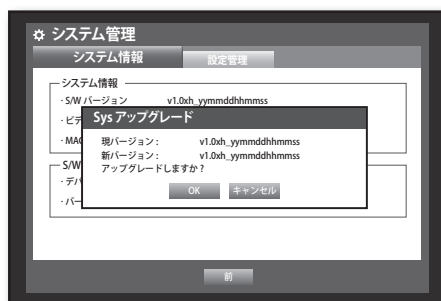 システム管理
システム情報
設定管理
システム情報
· S/W バージョン v1.0xh_yymmddhhmmss
· ビデ
· MAC
Sys アップグレード
現バージョン : v1.0xh_yymmddhhmmss
新バージョン : v1.0xh_yymmddhhmmss
アップグレードしますか ?
OK キャンセル
S/W
· デバ
· バー
前